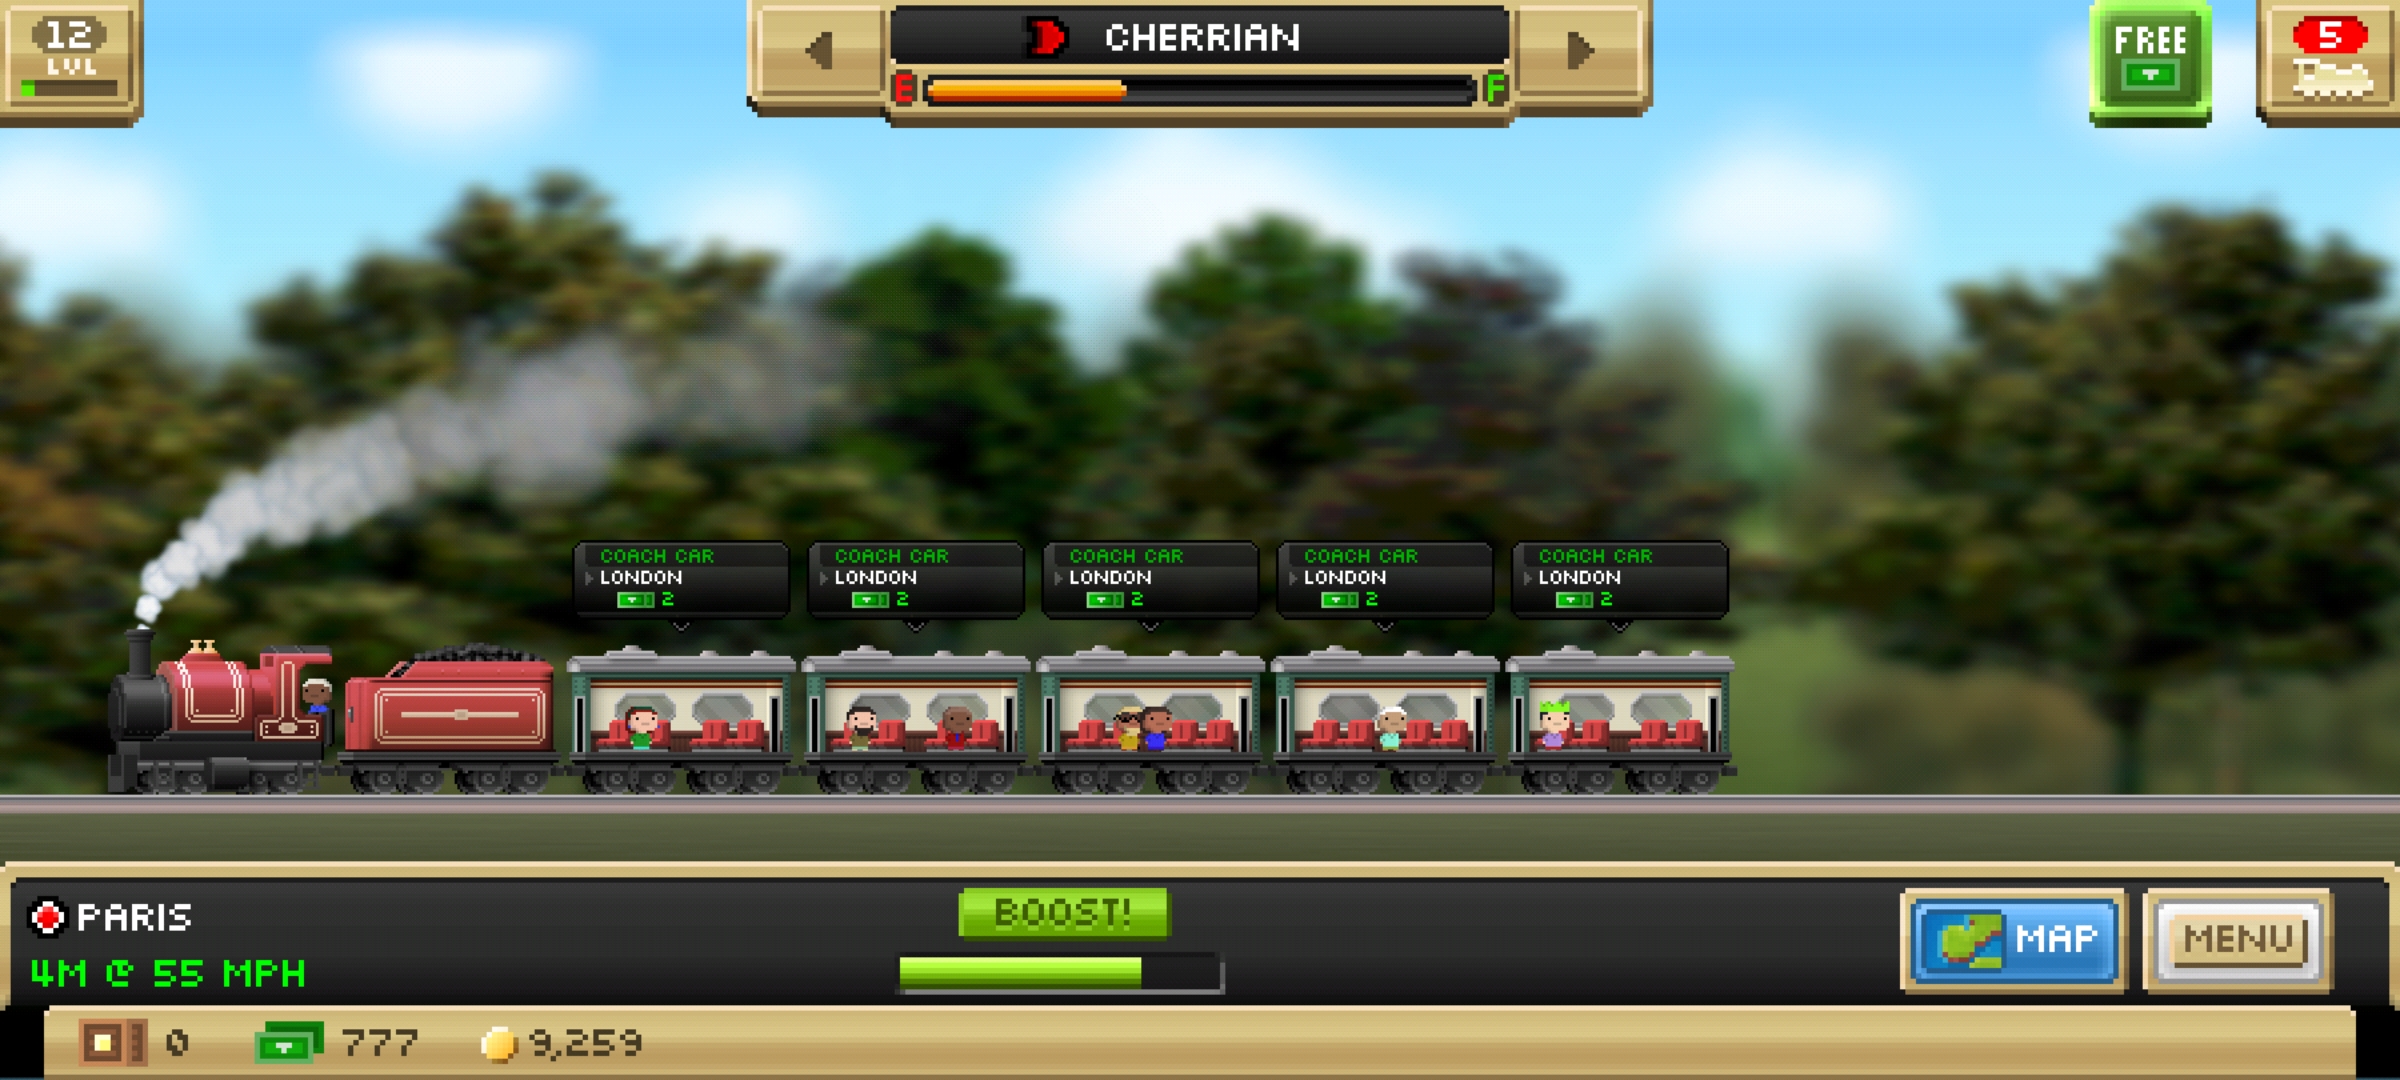 12
LVL
CHERRIAN
E F
FREE
5
COACH CAR
LONDON
2
COACH CAR
LONDON
2
COACH CAR
LONDON
2
COACH CAR
LONDON
2
COACH CAR
LONDON
2
PARIS
4M @ 55 MPH
BOOST!
MAP
MENU
0 777 9,259